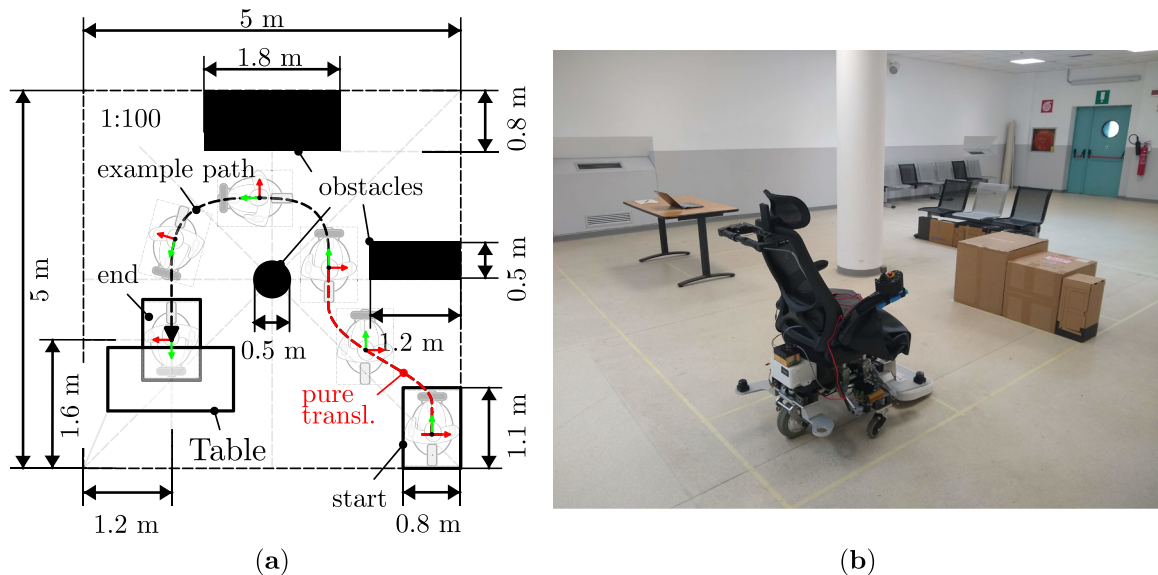 5 m
1.8 m
1:100
0.8 m
example path
obstacles
5 m
end
0.5 m
0.5 m
1.2 m
1.6 m
pure
transl.
1.1 m
Table
start
1.2 m
0.8 m
(a)
(b)